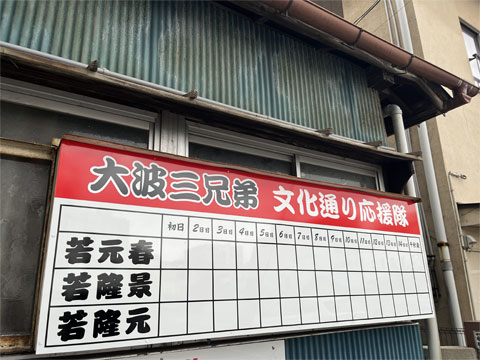 大波三兄弟 文化通り応援隊
初日 2日目 3日目 4日目 5日目 6日目 7日目 8日目 9日目 10日目 11日目 12日目 13日目 14日目 千秋楽
若元春
若隆景
若隆元